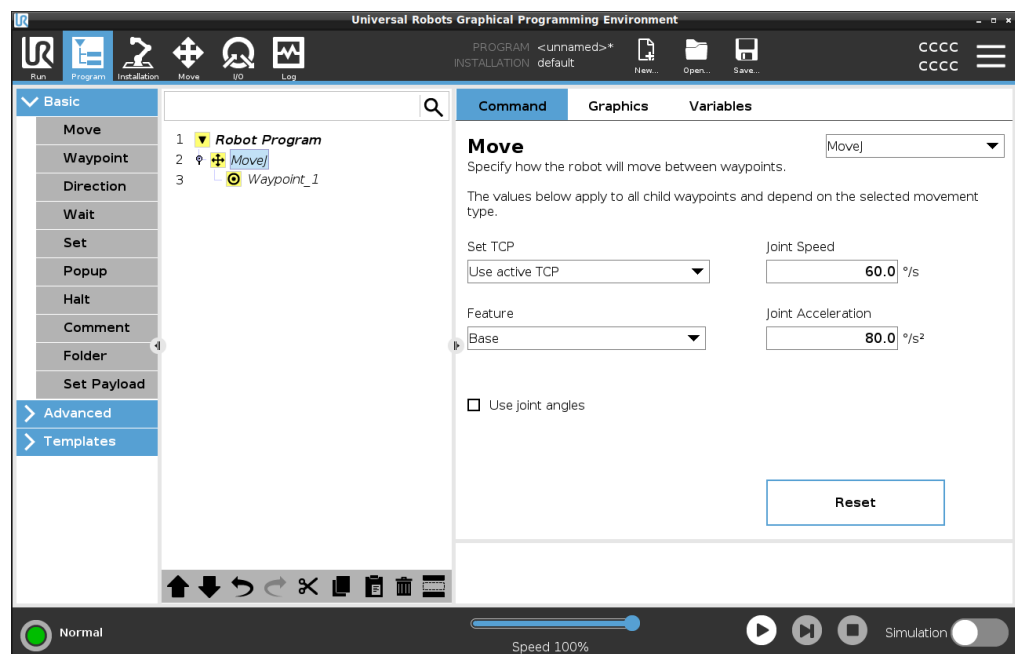 UR
Universal Robots Graphical Programming Environment
UR
Run
Program
Installation
Move
I/O
Log
PROGRAM <unnamed>*
INSTALLATION default
New...
Open...
Save...
CCCC
CCCC
Basic
Move
Waypoint
Direction
Wait
Set
Popup
Halt
Comment
Folder
Set Payload
Advanced
Templates
1 Robot Program
2 MoveJ
3 Waypoint_1
Command Graphics Variables
Move
MoveJ
Specify how the robot will move between waypoints.
The values below apply to all child waypoints and depend on the selected movement
type.
Set TCP
Joint Speed
Use active TCP
60.0 °/s
Feature
Joint Acceleration
Base
80.0 °/s²
Use joint angles
Reset
Normal
Speed 100%
Simulation